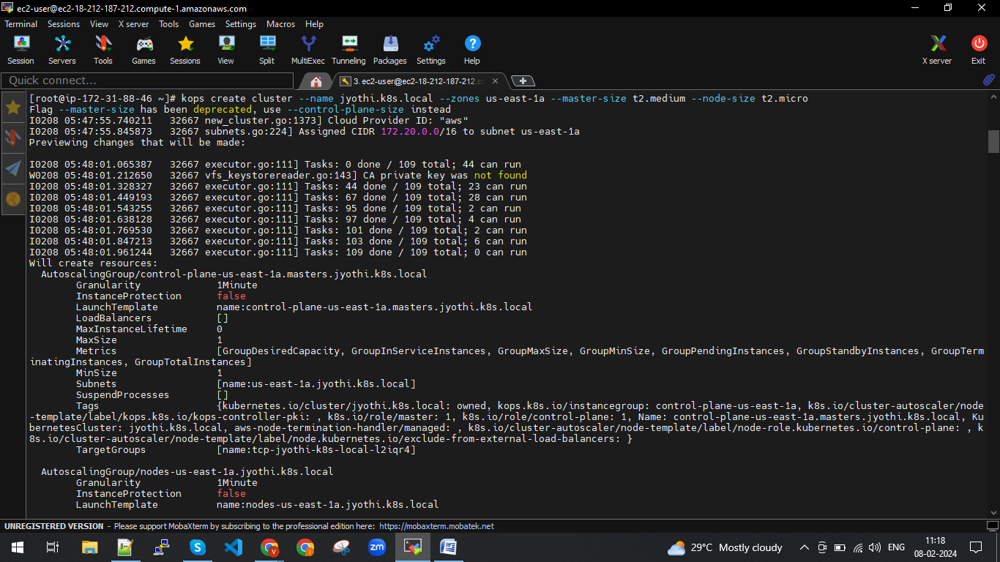 ec2-user@ec2-18-212-187-212.compute-1.amazonaws.com
Terminal Sessions View X server Tools Games Settings Macros Help
Session Servers Tools Games Sessions View Split MultiExec Tunneling Packages Settings Help X server Exit
Quick connect...
3. ec2-user@ec2-18-212-187-212.c
[root@ip-172-31-88-46 ~]# kops create cluster --name jyothi.k8s.local --zones us-east-1a --master-size t2.medium --node-size t2.micro
Flag --master-size has been deprecated, use --control-plane-size instead
I0208 05:47:55.740211   32667 new_cluster.go:1373] Cloud Provider ID: "aws"
I0208 05:47:55.845873   32667 subnets.go:224] Assigned CIDR 172.20.0.0/16 to subnet us-east-1a
Previewing changes that will be made:
I0208 05:48:01.065387   32667 executor.go:111] Tasks: 0 done / 109 total; 44 can run
W0208 05:48:01.212650   32667 vfs_keystorereader.go:143] CA private key was not found
I0208 05:48:01.328327   32667 executor.go:111] Tasks: 44 done / 109 total; 23 can run
I0208 05:48:01.449193   32667 executor.go:111] Tasks: 67 done / 109 total; 28 can run
I0208 05:48:01.543255   32667 executor.go:111] Tasks: 95 done / 109 total; 2 can run
I0208 05:48:01.638128   32667 executor.go:111] Tasks: 97 done / 109 total; 4 can run
I0208 05:48:01.769530   32667 executor.go:111] Tasks: 101 done / 109 total; 2 can run
I0208 05:48:01.847213   32667 executor.go:111] Tasks: 103 done / 109 total; 6 can run
I0208 05:48:01.961244   32667 executor.go:111] Tasks: 109 done / 109 total; 0 can run
Will create resources:
AutoscalingGroup/control-plane-us-east-1a.masters.jyothi.k8s.local
Granularity 1Minute
InstanceProtection false
LaunchTemplate name:control-plane-us-east-1a.masters.jyothi.k8s.local
LoadBalancers []
MaxInstanceLifetime 0
MaxSize 1
Metrics [GroupDesiredCapacity, GroupInServiceInstances, GroupMaxSize, GroupMinSize, GroupPendingInstances, GroupStandbyInstances, GroupTerm
inatingInstances, GroupTotalInstances]
MinSize 1
Subnets [name:us-east-1a.jyothi.k8s.local]
SuspendProcesses []
Tags {kubernetes.io/cluster/jyothi.k8s.local: owned, kops.k8s.io/instancegroup: control-plane-us-east-1a, k8s.io/cluster-autoscaler/node
-template/label/kops.k8s.io/kops-controller-pki: , k8s.io/role/master: 1, k8s.io/role/control-plane: 1, Name: control-plane-us-east-1a.masters.jyothi.k8s.local, Ku
bernetesCluster: jyothi.k8s.local, aws-node-termination-handler/managed: , k8s.io/cluster-autoscaler/node-template/label/node-role.kubernetes.io/control-plane: , k
8s.io/cluster-autoscaler/node-template/label/node.kubernetes.io/exclude-from-external-load-balancers: }
TargetGroups [name:tcp-jyothi-k8s-local-l2iqr4]
AutoscalingGroup/nodes-us-east-1a.jyothi.k8s.local
Granularity 1Minute
InstanceProtection false
LaunchTemplate name:nodes-us-east-1a.jyothi.k8s.local
UNREGISTERED VERSION - Please support MobaXterm by subscribing to the professional edition here: https://mobaxterm.mobatek.net
29°C Mostly cloudy ENG 11:18
08-02-2024